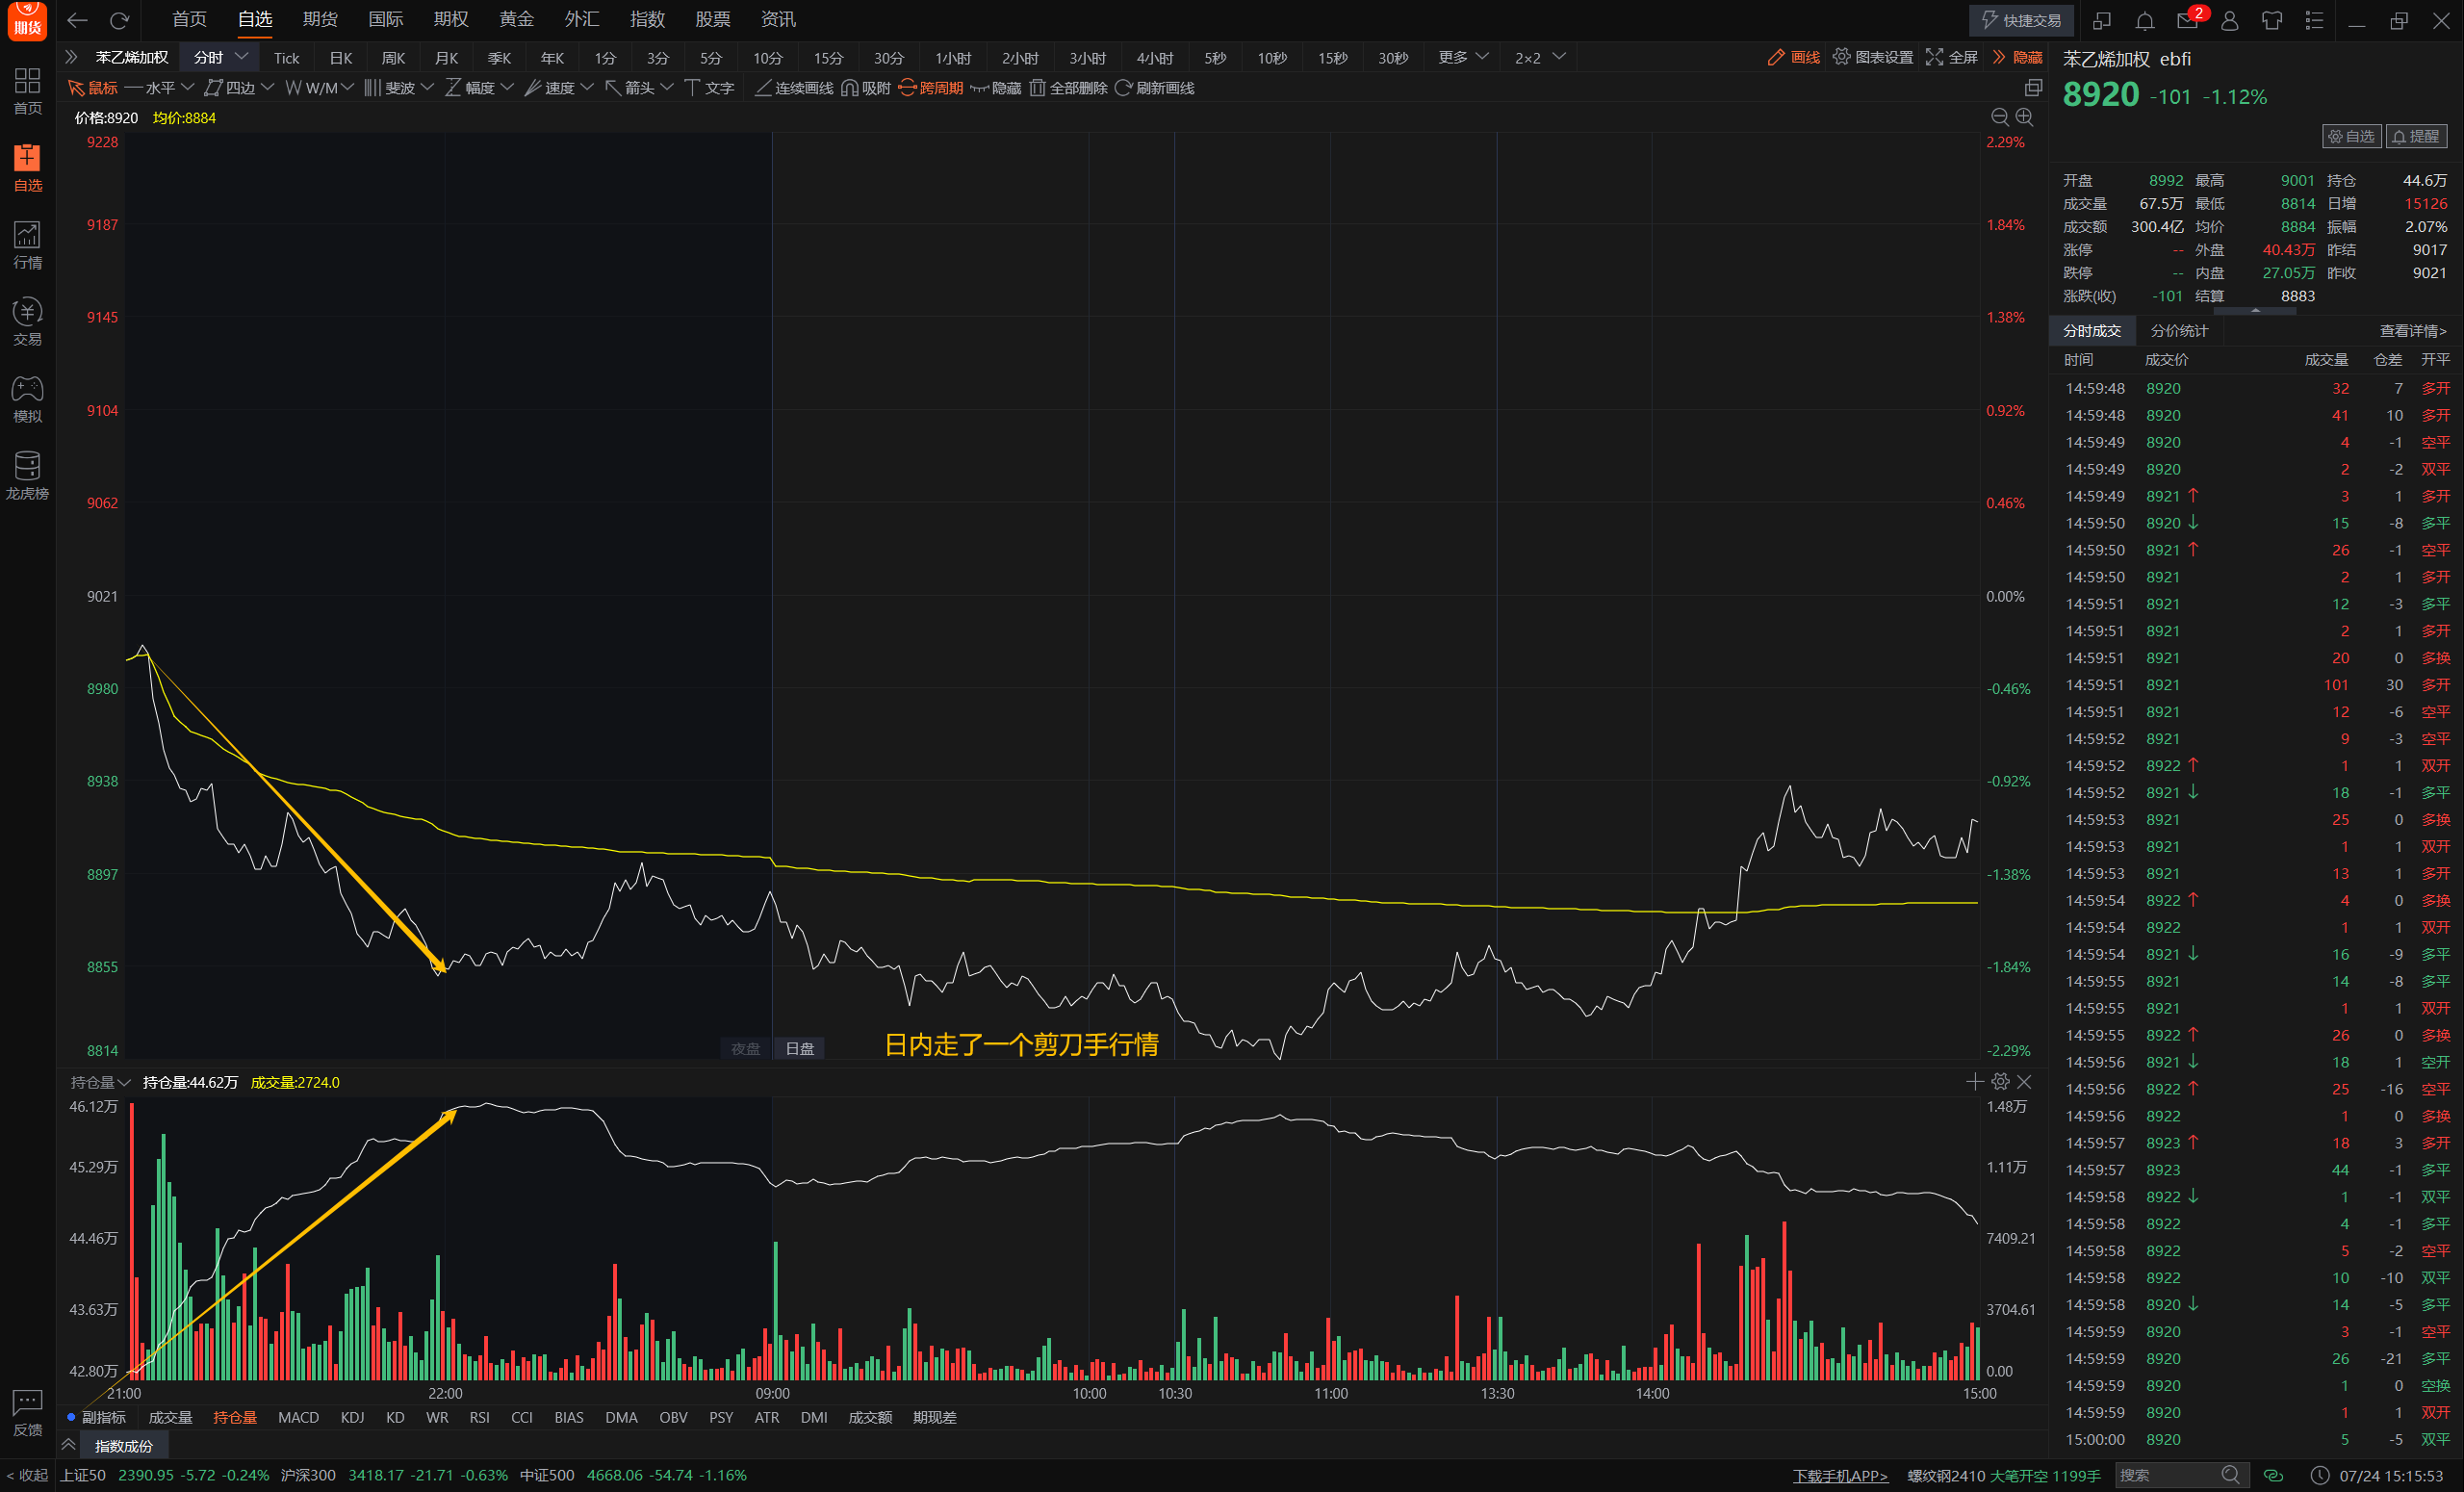 期货
首页 自选 期货 国际 期权 黄金 外汇 指数 股票 资讯
快捷交易 2
苯乙烯加权 分时 Tick 日K 周K 月K 季K 年K 1分 3分 5分 10分 15分 30分 1小时 2小时 3小时 4小时 5秒 10秒 15秒 30秒 更多 2×2 画线 图表设置 全屏 隐藏
鼠标 水平 四边 W/M 斐波 幅度 速度 箭头 文字 连续画线 吸附 跨周期 隐藏 全部删除 刷新画线
首页
自选
行情
交易
模拟
龙虎榜
反馈
< 收起
价格:8920 均价:8884
9228 2.29%
9187 1.84%
9145 1.38%
9104 0.92%
9062 0.46%
9021 0.00%
8980 -0.46%
8938 -0.92%
8897 -1.38%
8855 -1.84%
8814 -2.29%
夜盘 日盘
日内走了一个剪刀手行情
持仓量 持仓量:44.62万 成交量:2724.0
46.12万 1.48万
45.29万 1.11万
44.46万 7409.21
43.63万 3704.61
42.80万 0.00
21:00 22:00 09:00 10:00 10:30 11:00 13:30 14:00 15:00
副指标 成交量 持仓量 MACD KDJ KD WR RSI CCI BIAS DMA OBV PSY ATR DMI 成交额 期现差
指数成份
苯乙烯加权 ebfi
8920 -101 -1.12%
自选 提醒
开盘 8992 最高 9001 持仓 44.6万
成交量 67.5万 最低 8814 日增 15126
成交额 300.4亿 均价 8884 振幅 2.07%
涨停 -- 外盘 40.43万 昨结 9017
跌停 -- 内盘 27.05万 昨收 9021
涨跌(收) -101 结算 8883
分时成交 分价统计 查看详情>
时间 成交价 成交量 仓差 开平
14:59:48 8920 32 7 多开
14:59:48 8920 41 10 多开
14:59:49 8920 4 -1 空平
14:59:49 8920 2 -2 双平
14:59:49 8921 ↑ 3 1 多开
14:59:50 8920 ↓ 15 -8 多平
14:59:50 8921 ↑ 26 -1 空平
14:59:50 8921 2 1 多开
14:59:51 8921 12 -3 多平
14:59:51 8921 2 1 多开
14:59:51 8921 20 0 多换
14:59:51 8921 101 30 多开
14:59:51 8921 12 -6 空平
14:59:52 8921 9 -3 空平
14:59:52 8922 ↑ 1 1 双开
14:59:52 8921 ↓ 18 -1 多平
14:59:53 8921 25 0 多换
14:59:53 8921 1 1 双开
14:59:53 8921 13 1 多开
14:59:54 8922 ↑ 4 0 多换
14:59:54 8922 1 1 双开
14:59:54 8921 ↓ 16 -9 多平
14:59:55 8921 14 -8 多平
14:59:55 8921 1 1 双开
14:59:55 8922 ↑ 26 0 多换
14:59:56 8921 ↓ 18 1 空开
14:59:56 8922 ↑ 25 -16 空平
14:59:56 8922 1 0 多换
14:59:57 8923 ↑ 18 3 多开
14:59:57 8923 44 -1 多平
14:59:58 8922 ↓ 1 -1 双平
14:59:58 8922 4 -1 多平
14:59:58 8922 5 -2 空平
14:59:58 8922 10 -10 双平
14:59:58 8920 ↓ 14 -5 多平
14:59:59 8920 3 -1 空平
14:59:59 8920 26 -21 多平
14:59:59 8920 1 0 空换
14:59:59 8920 1 1 双开
15:00:00 8920 5 -5 双平
上证50 2390.95 -5.72 -0.24% 沪深300 3418.17 -21.71 -0.63% 中证500 4668.06 -54.74 -1.16%
下载手机APP> 螺纹钢2410 大笔开空 1199手 搜索 07/24 15:15:53